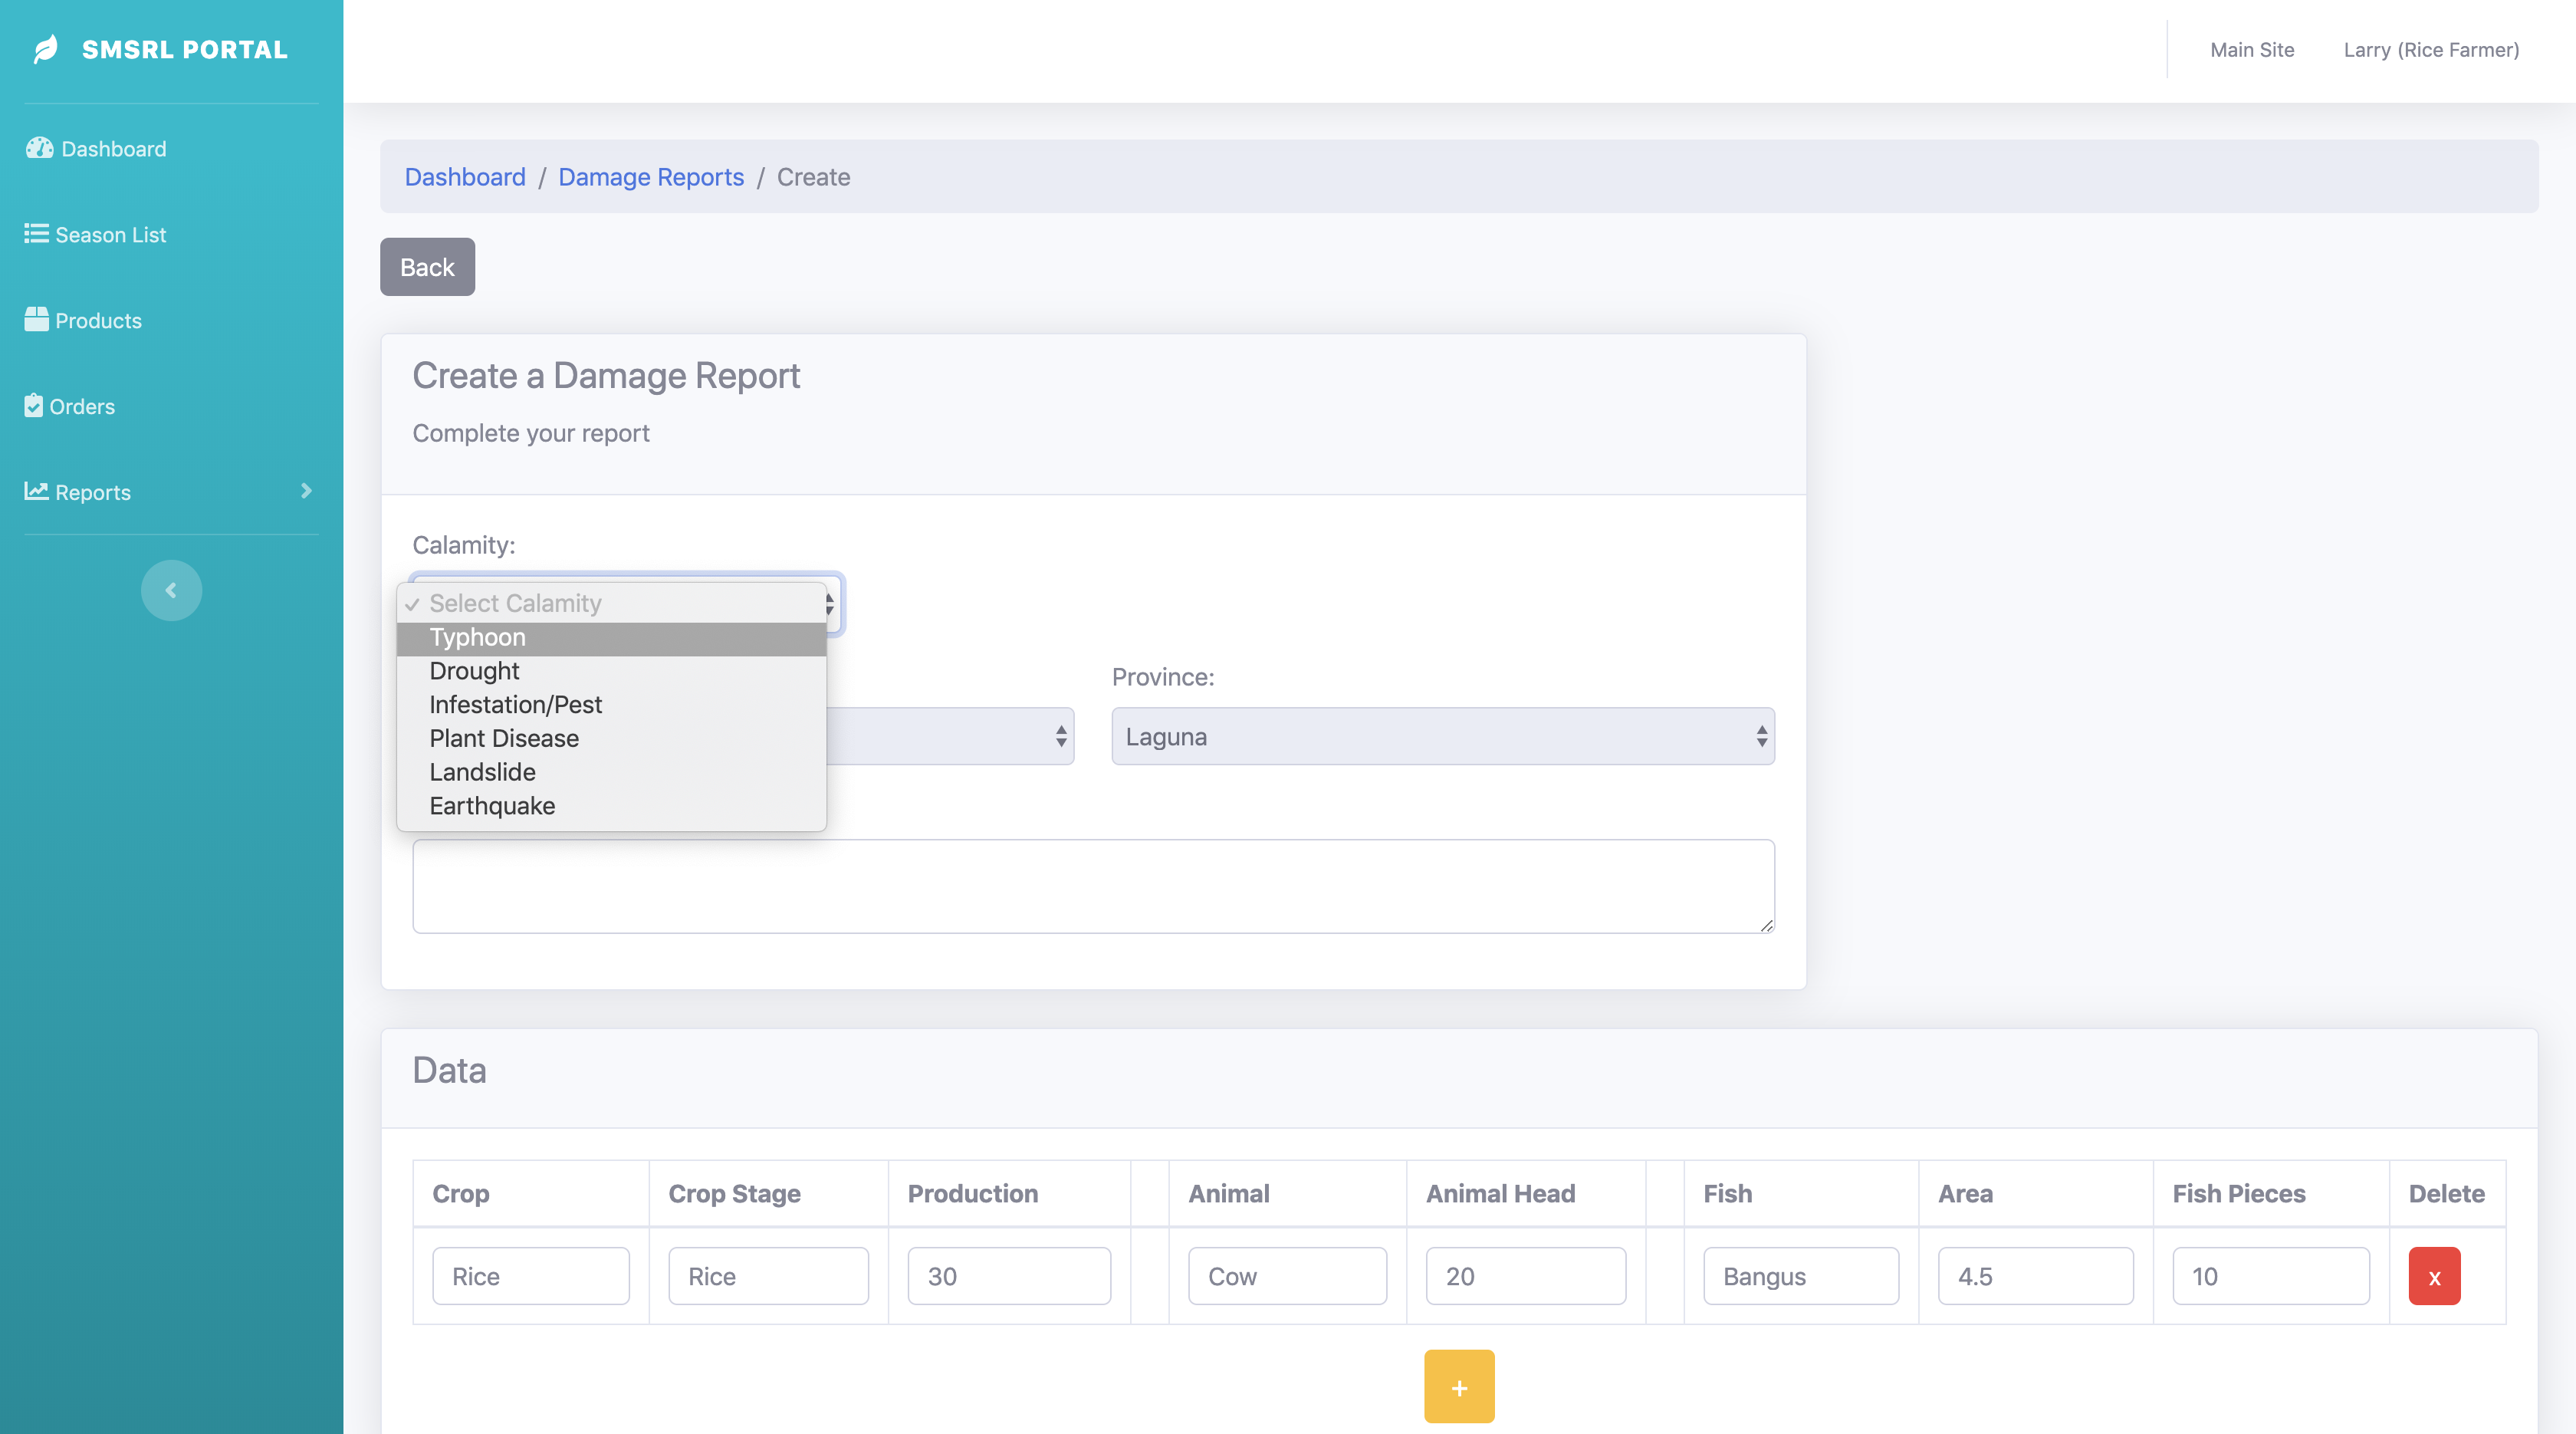 SMSRL PORTAL
Main Site
Larry (Rice Farmer)
Dashboard
Season List
Products
Orders
Reports
Dashboard / Damage Reports / Create
Back
Create a Damage Report
Complete your report
Calamity:
Select Calamity
Typhoon
Drought
Infestation/Pest
Plant Disease
Landslide
Earthquake
Province:
Laguna
Data
Crop Crop Stage Production Animal Animal Head Fish Area Fish Pieces Delete
Rice Rice 30 Cow 20 Bangus 4.5 10 x
+